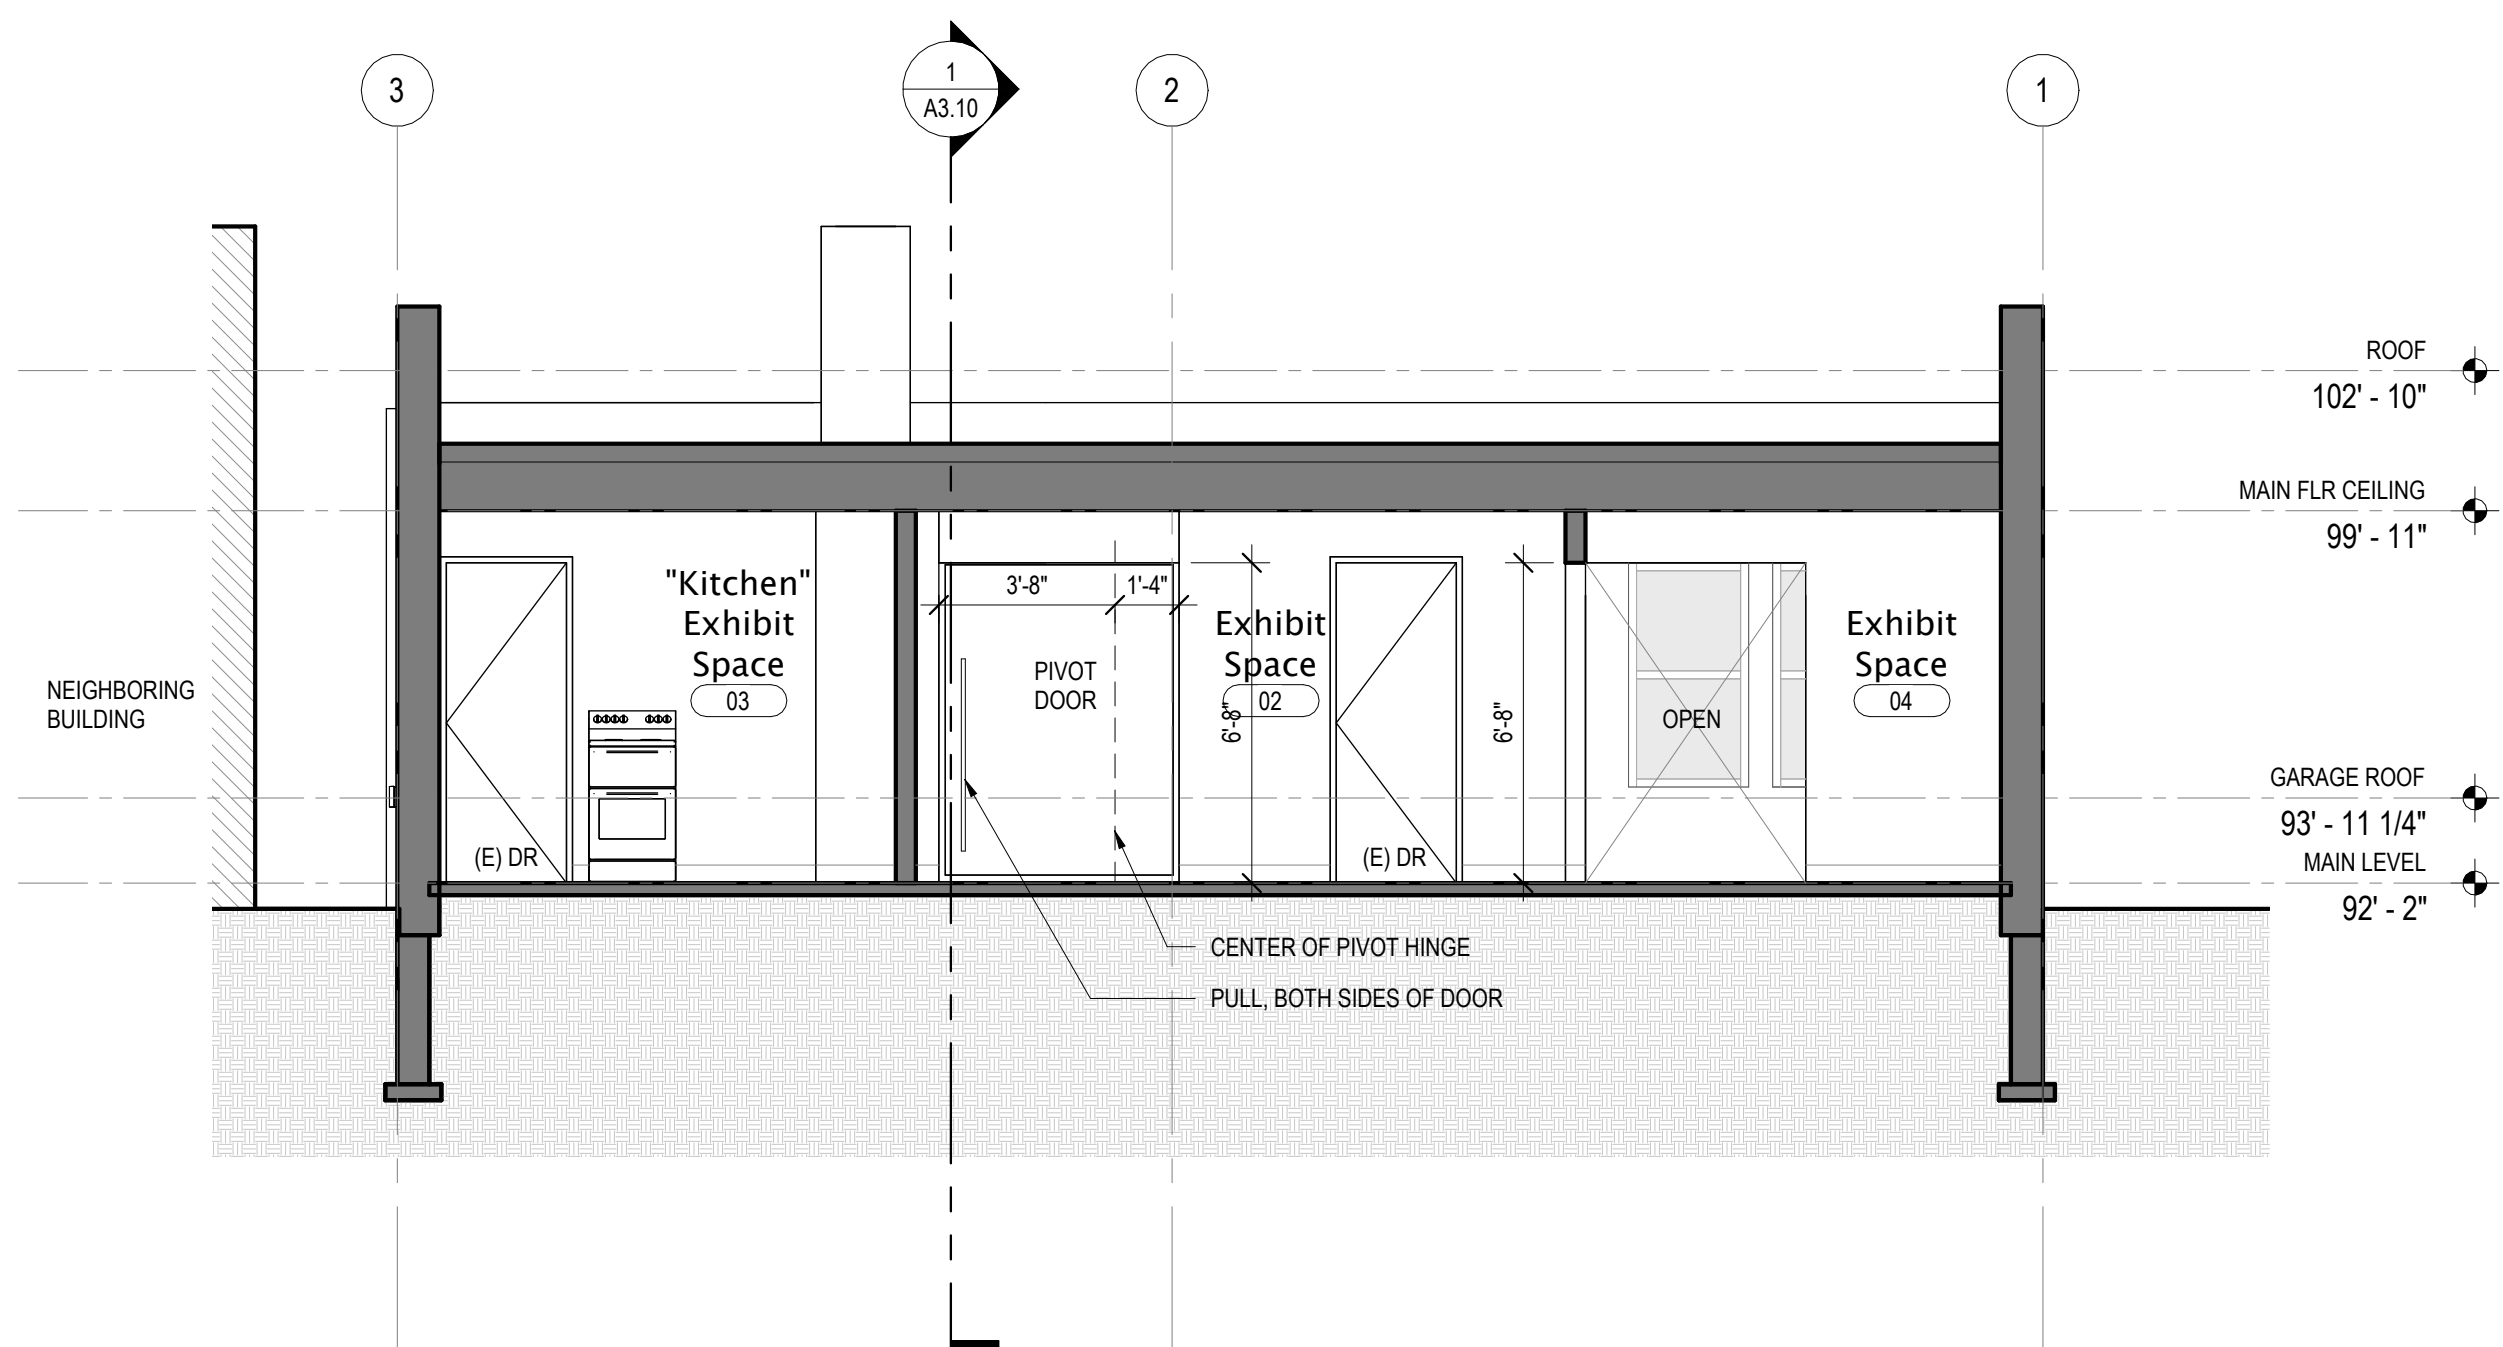 3
1
A3.10
2
1
ROOF
102' - 10"
MAIN FLR CEILING
99' - 11"
"Kitchen"
Exhibit
Space
03
3'-8"
1'-4"
PIVOT
DOOR
Exhibit
Space
02
6'-8"
6'-8"
OPEN
Exhibit
Space
04
NEIGHBORING
BUILDING
GARAGE ROOF
93' - 11 1/4"
(E) DR
(E) DR
MAIN LEVEL
92' - 2"
CENTER OF PIVOT HINGE
PULL, BOTH SIDES OF DOOR